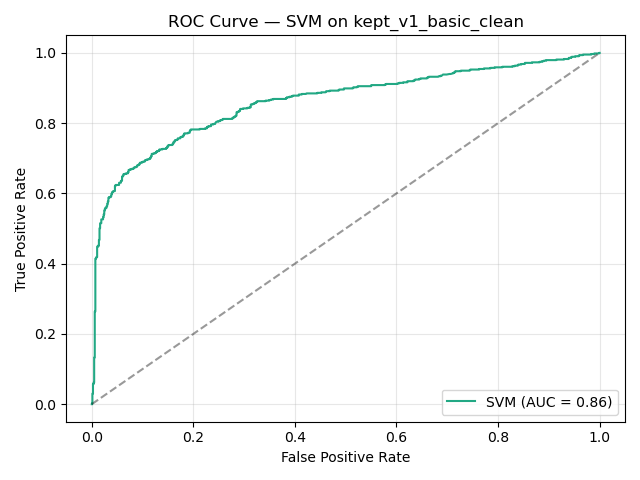 ROC Curve — SVM on kept_v1_basic_clean
True Positive Rate
1.0
0.8
0.6
0.4
0.2
0.0
SVM (AUC = 0.86)
0.0 0.2 0.4 0.6 0.8 1.0
False Positive Rate